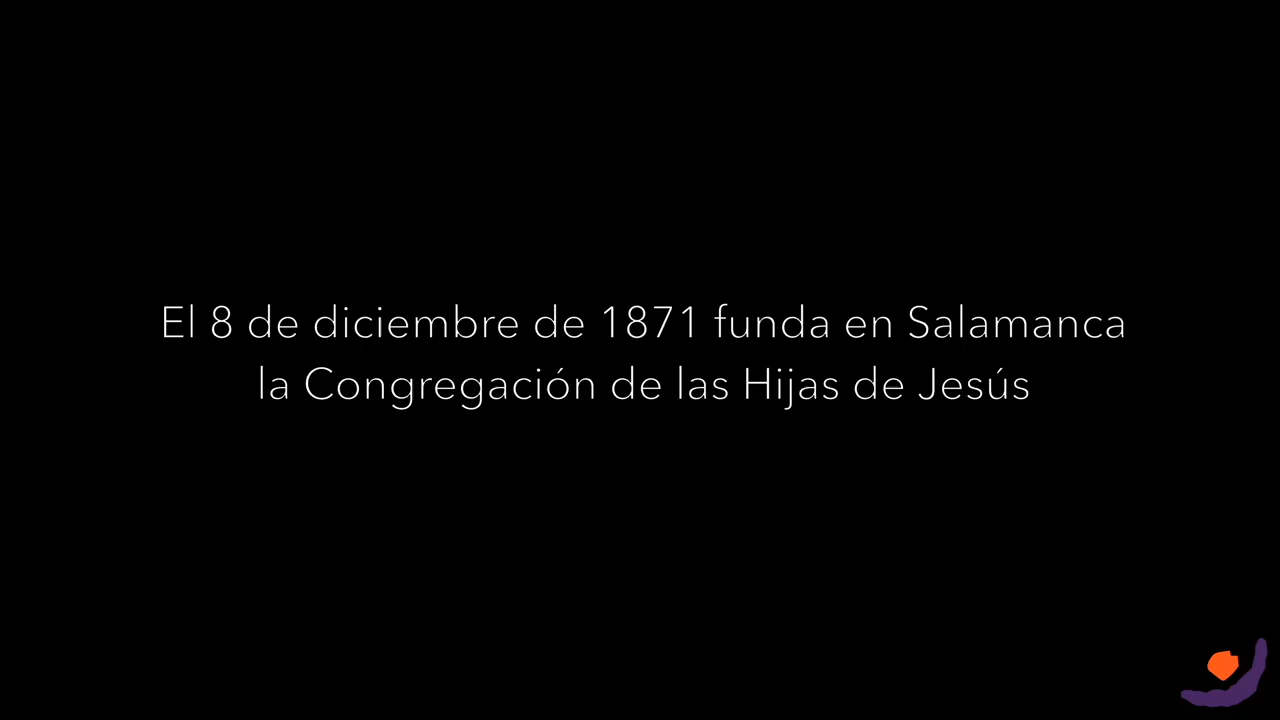 El 8 de diciembre de 1871 funda en Salamanca
la Congregación de las Hijas de Jesús